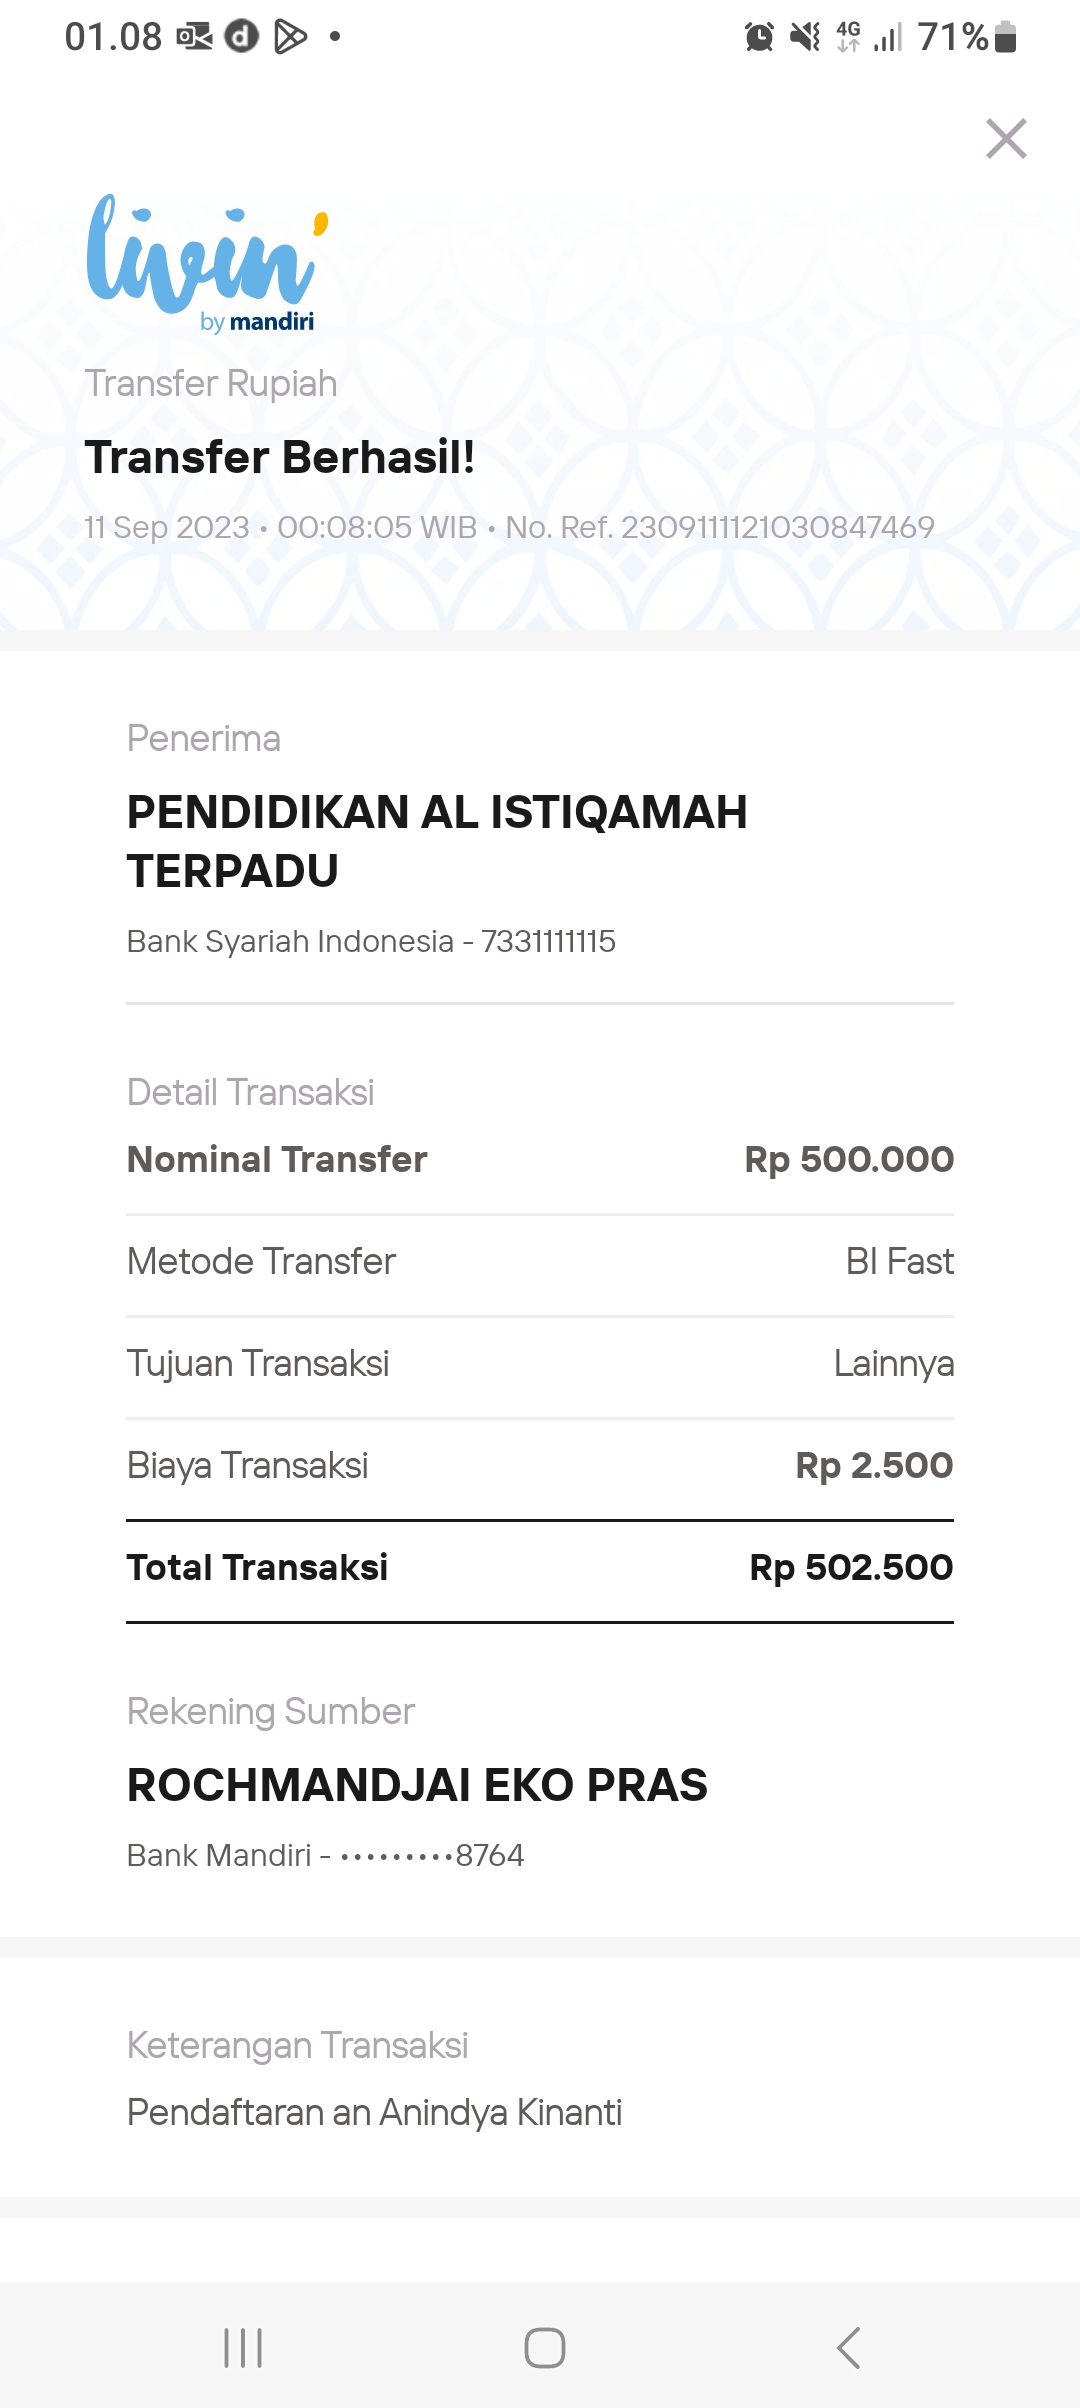 01.08
4G
71%
livin'
by mandiri
Transfer Rupiah
Transfer Berhasil!
11 Sep 2023 • 00:08:05 WIB • No. Ref. 2309111121030847469
Penerima
PENDIDIKAN AL ISTIQAMAH
TERPADU
Bank Syariah Indonesia - 7331111115
Detail Transaksi
Nominal Transfer Rp 500.000
Metode Transfer BI Fast
Tujuan Transaksi Lainnya
Biaya Transaksi Rp 2.500
Total Transaksi Rp 502.500
Rekening Sumber
ROCHMANDJAI EKO PRAS
Bank Mandiri - •••••••••8764
Keterangan Transaksi
Pendaftaran an Anindya Kinanti